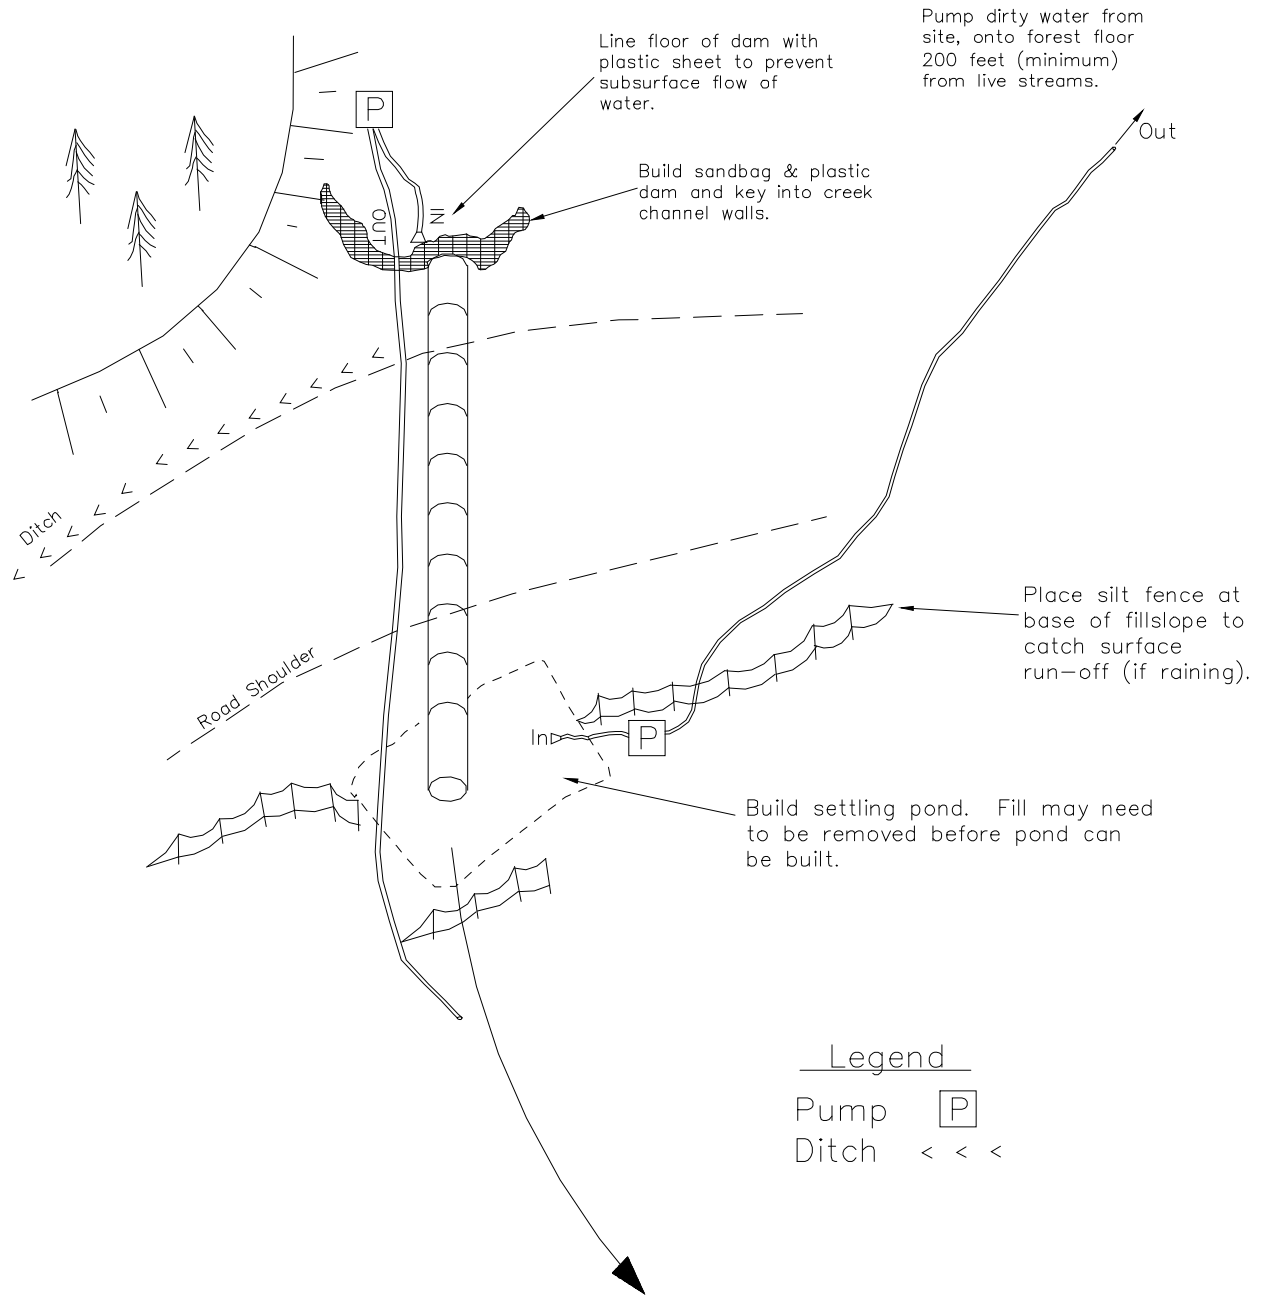 Pump dirty water from
site, onto forest floor
200 feet (minimum)
from live streams.
Line floor of dam with
plastic sheet to prevent
subsurface flow of
water.
P
Out
Build sandbag & plastic
dam and key into creek
channel walls.
OUT
IN
Ditch
Place silt fence at
base of fillslope to
catch surface
run-off (if raining).
Road Shoulder
In
P
Build settling pond. Fill may need
to be removed before pond can
be built.
Legend
Pump P
Ditch < < <